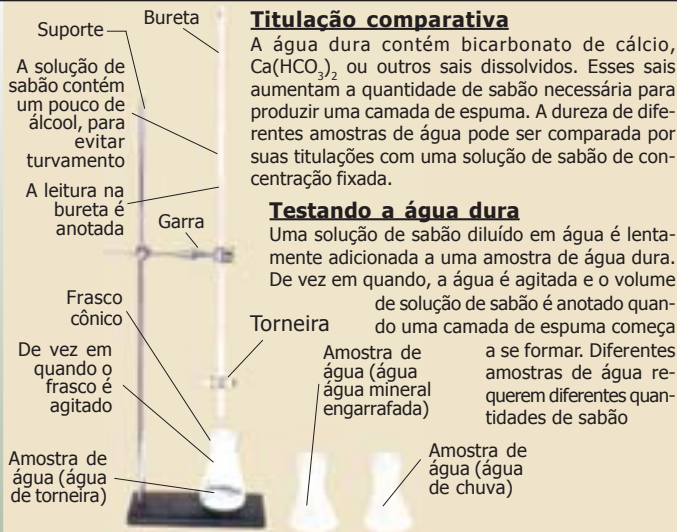 Suporte
Bureta
A solução de
sabão contém
um pouco de
álcool, para
evitar
turvamento
A leitura na
bureta é
anotada
Garra
Frasco
cônico
Torneira
De vez em
quando o
frasco é
agitado
Amostra de
água (água
de torneira)
Titulação comparativa
A água dura contém bicarbonato de cálcio,
Ca(HCO₃)₂ ou outros sais dissolvidos. Esses sais
aumentam a quantidade de sabão necessária para
produzir uma camada de espuma. A dureza de dife-
rentes amostras de água pode ser comparada por
suas titulações com uma solução de sabão de con-
centração fixada.
Testando a água dura
Uma solução de sabão diluído em água é lenta-
mente adicionada a uma amostra de água dura.
De vez em quando, a água é agitada e o volume
de solução de sabão é anotado quan-
do uma camada de espuma começa
a se formar. Diferentes
amostras de água re-
querem diferentes quan-
tidades de sabão
Amostra de
água (água
água mineral
engarrafada)
Amostra de
água (água
de chuva)